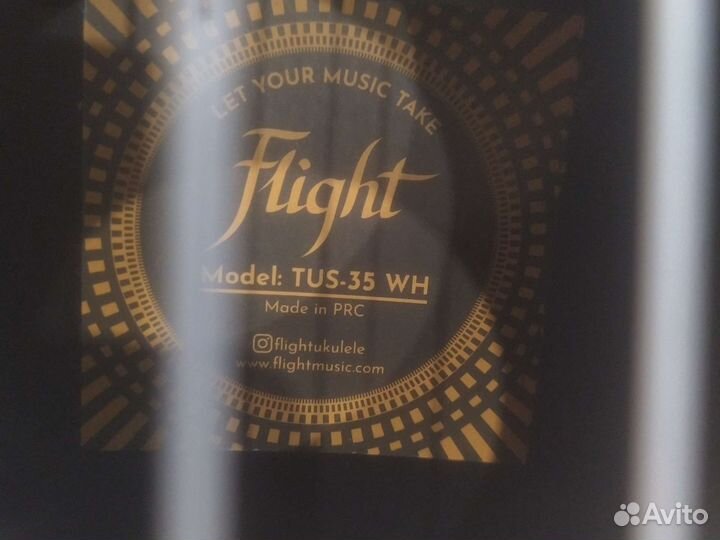 LET YOUR MUSIC TAKE
Flight
Model: TUS-35 WH
Made in PRC
flightukulele
www.flightmusic.com
Avito